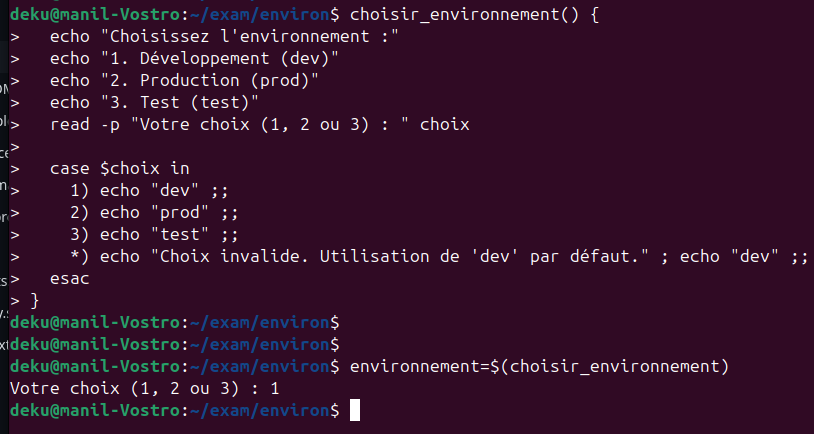 deku@manil-Vostro:~/exam/environ$ choisir_environnement() {
>   echo "Choisissez l'environnement :"
>   echo "1. Développement (dev)"
>   echo "2. Production (prod)"
>   echo "3. Test (test)"
>   read -p "Votre choix (1, 2 ou 3) : " choix
>
>   case $choix in
>     1) echo "dev" ;;
>     2) echo "prod" ;;
>     3) echo "test" ;;
>     *) echo "Choix invalide. Utilisation de 'dev' par défaut." ; echo "dev" ;;
>   esac
> }
deku@manil-Vostro:~/exam/environ$
deku@manil-Vostro:~/exam/environ$
deku@manil-Vostro:~/exam/environ$ environnement=$(choisir_environnement)
Votre choix (1, 2 ou 3) : 1
deku@manil-Vostro:~/exam/environ$